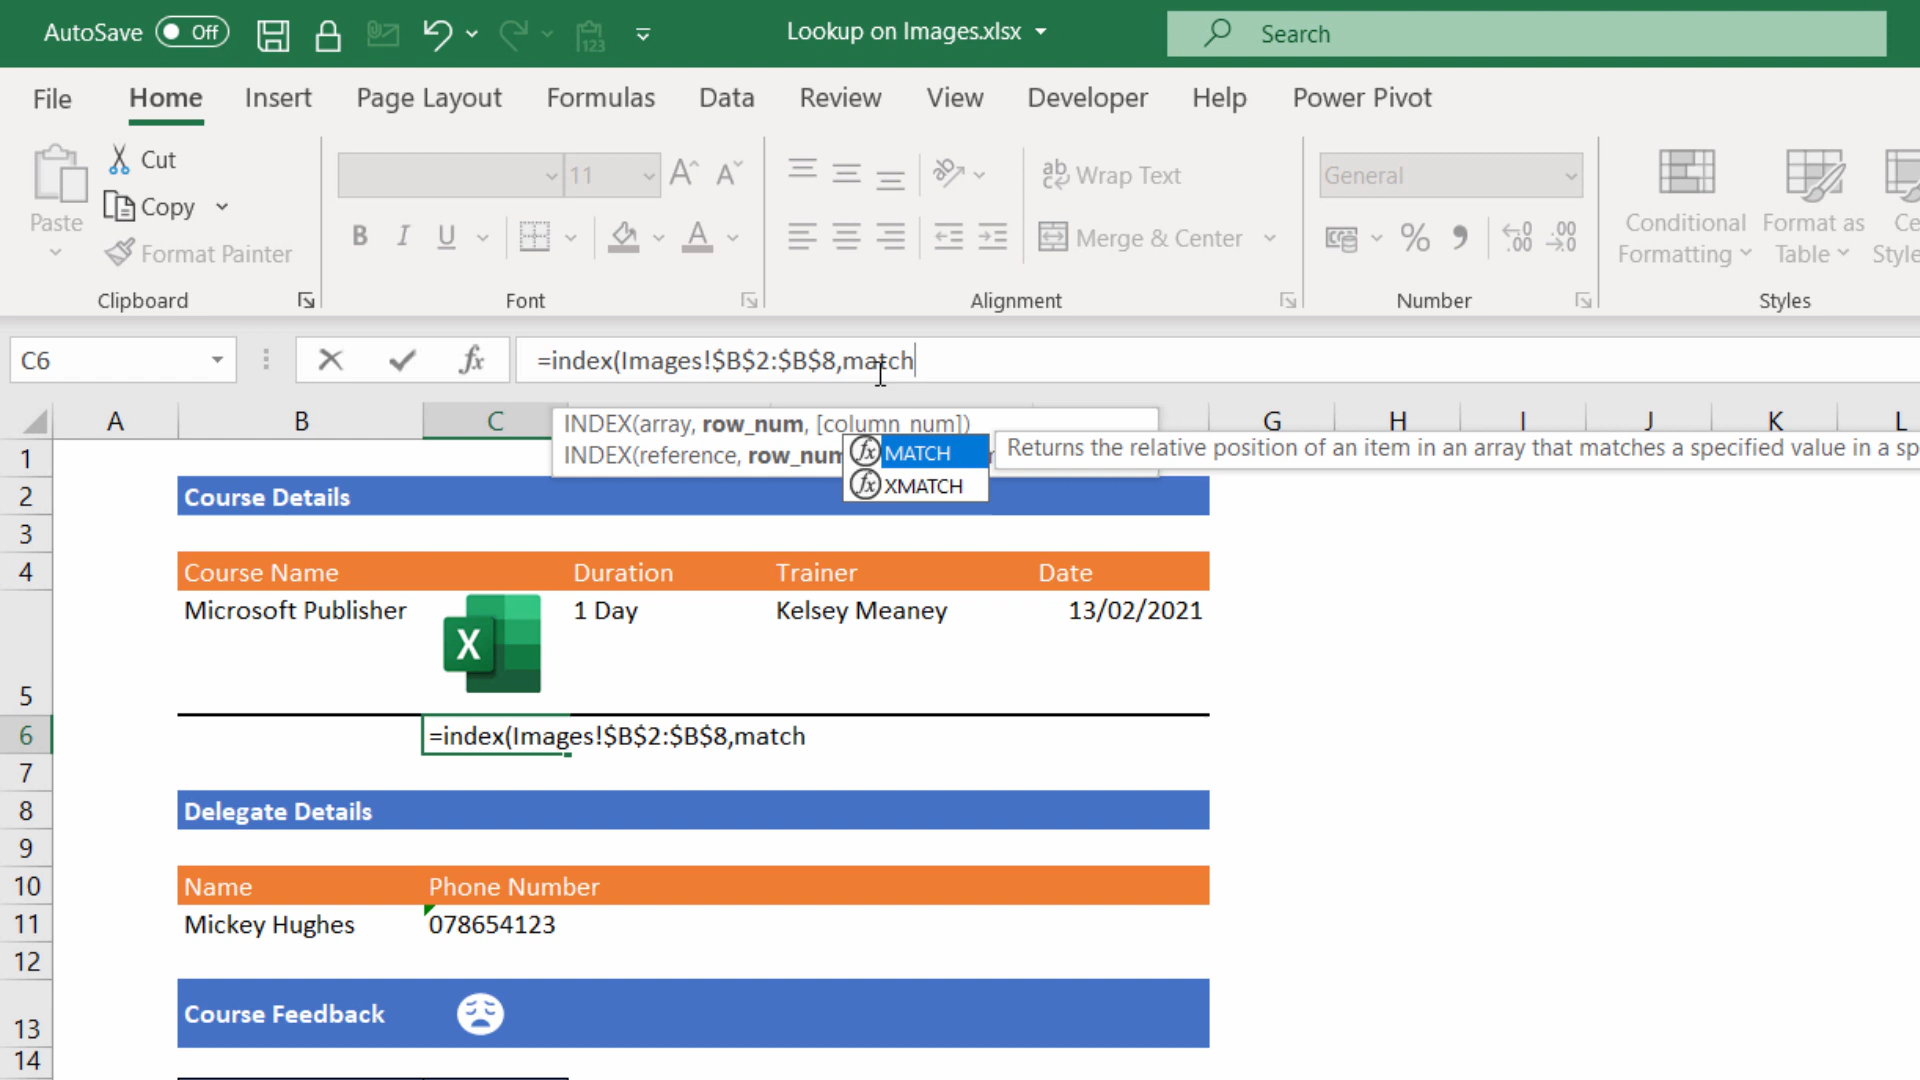 AutoSave Off Lookup on Images.xlsx Search
File Home Insert Page Layout Formulas Data Review View Developer Help Power Pivot
Cut
Copy
Format Painter
Paste
11
B I U
Wrap Text
Merge & Center
General
Conditional Formatting
Format as Table
Ce
Style
Clipboard Font Alignment Number Styles
C6 fx =index(Images!$B$2:$B$8,match
A B C G H I J K L
INDEX(array, row_num, [column_num])
INDEX(reference, row_num
MATCH Returns the relative position of an item in an array that matches a specified value in a sp
XMATCH
1
2 Course Details
3
4 Course Name Duration Trainer Date
Microsoft Publisher X 1 Day Kelsey Meaney 13/02/2021
5
6 =index(Images!$B$2:$B$8,match
7
8 Delegate Details
9
10 Name Phone Number
11 Mickey Hughes 078654123
12
13 Course Feedback
14